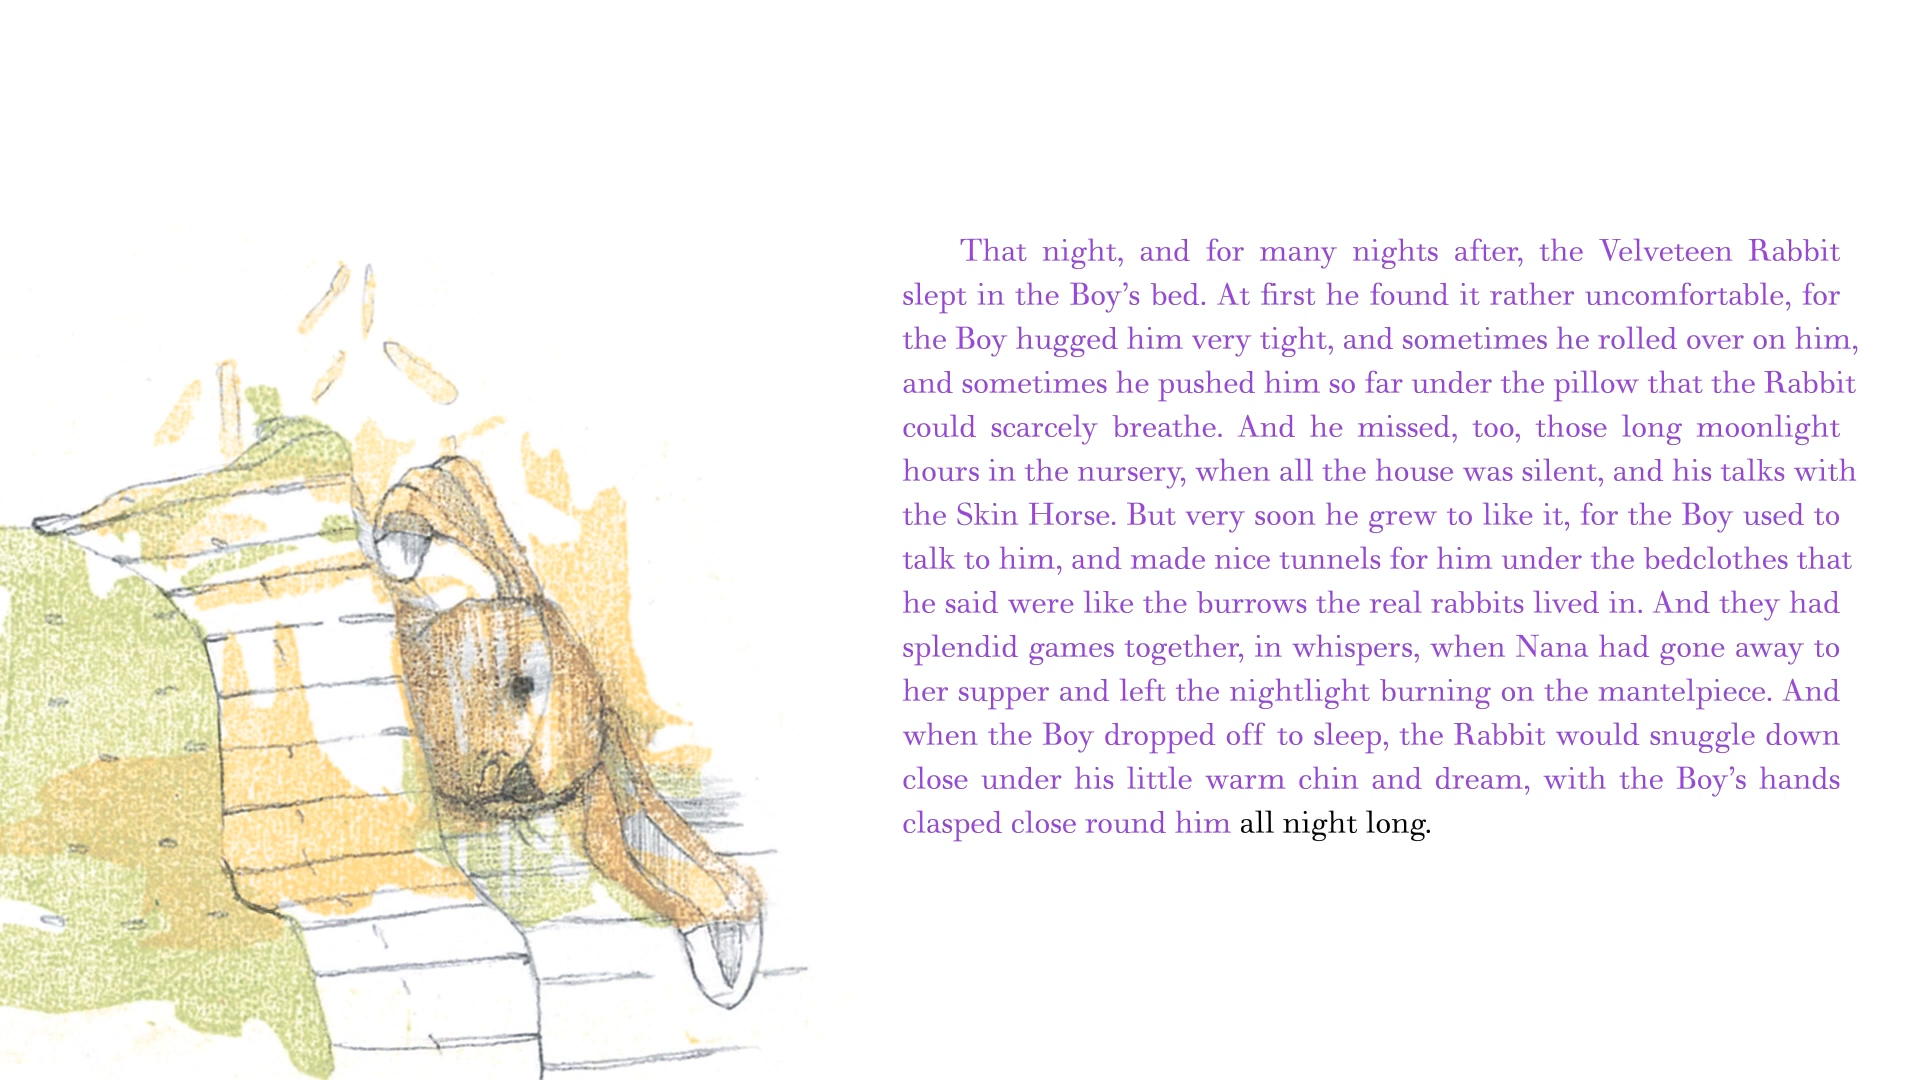 That night, and for many nights after, the Velveteen Rabbit
slept in the Boy’s bed. At first he found it rather uncomfortable, for
the Boy hugged him very tight, and sometimes he rolled over on him,
and sometimes he pushed him so far under the pillow that the Rabbit
could scarcely breathe. And he missed, too, those long moonlight
hours in the nursery, when all the house was silent, and his talks with
the Skin Horse. But very soon he grew to like it, for the Boy used to
talk to him, and made nice tunnels for him under the bedclothes that
he said were like the burrows the real rabbits lived in. And they had
splendid games together, in whispers, when Nana had gone away to
her supper and left the nightlight burning on the mantelpiece. And
when the Boy dropped off to sleep, the Rabbit would snuggle down
close under his little warm chin and dream, with the Boy’s hands
clasped close round him all night long.